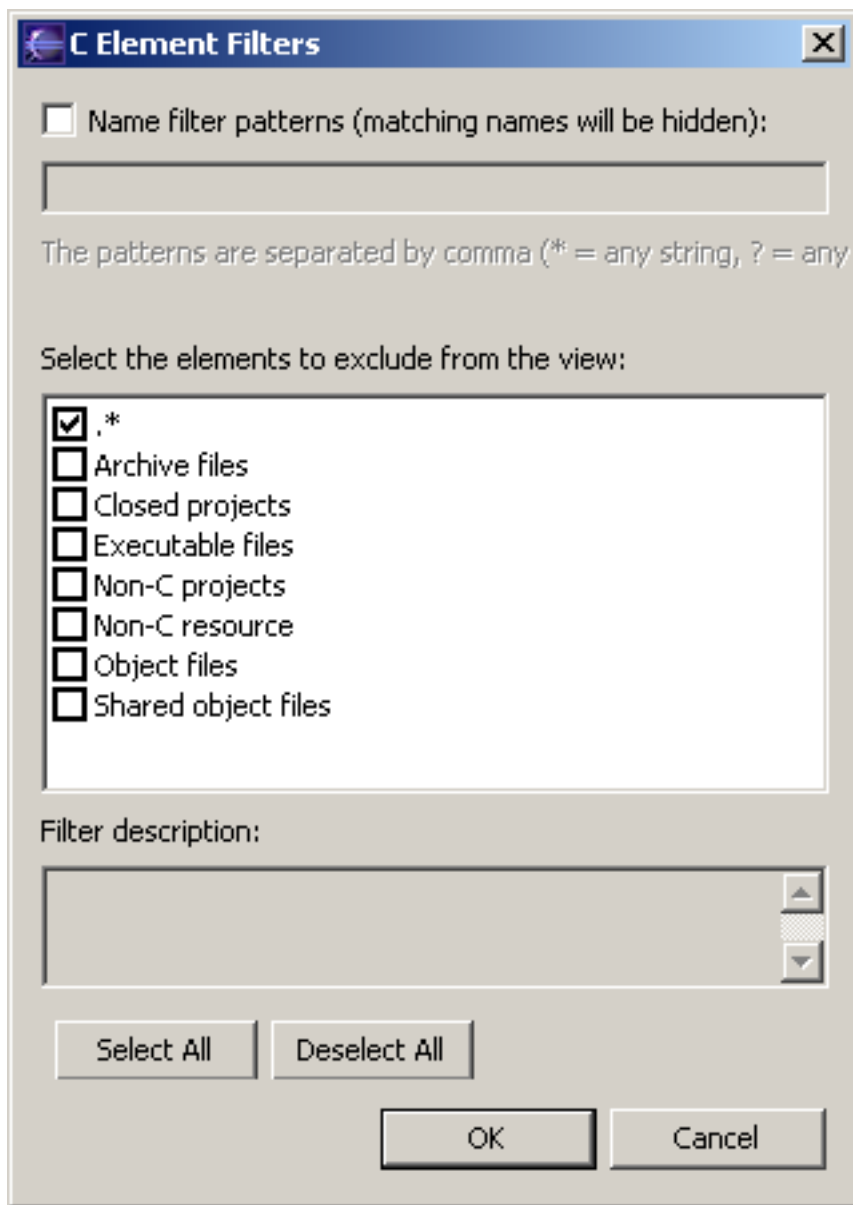 C Element Filters
Name filter patterns (matching names will be hidden):
The patterns are separated by comma (* = any string, ? = any
Select the elements to exclude from the view:
.*
Archive files
Closed projects
Executable files
Non-C projects
Non-C resource
Object files
Shared object files
Filter description:
Select All Deselect All
OK Cancel